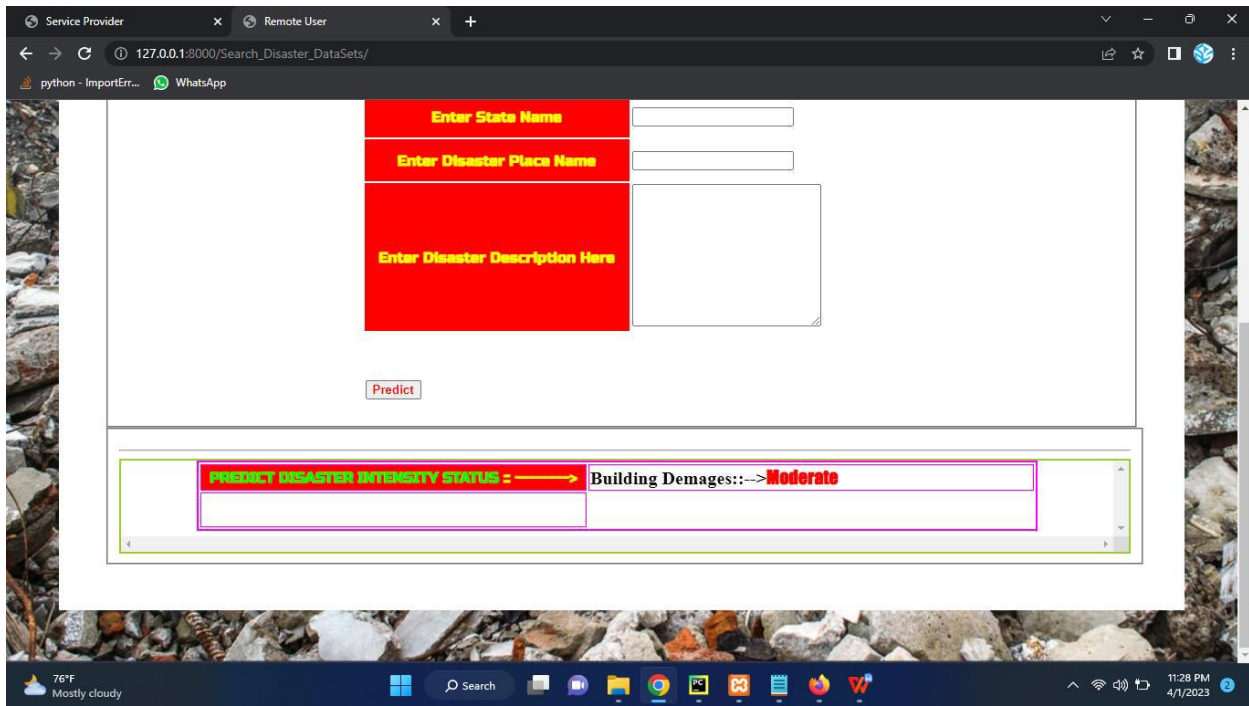 Service Provider
Remote User
127.0.0.1:8000/Search_Disaster_DataSets/
python - ImportErr...
WhatsApp
Enter State Name
Enter Disaster Place Name
Enter Disaster Description Here
Predict
PREDICT DISASTER INTENSITY STATUS :: --------> Building Demages::-->Moderate
76°F
Mostly cloudy
Search
PC
11:28 PM
4/1/2023
2